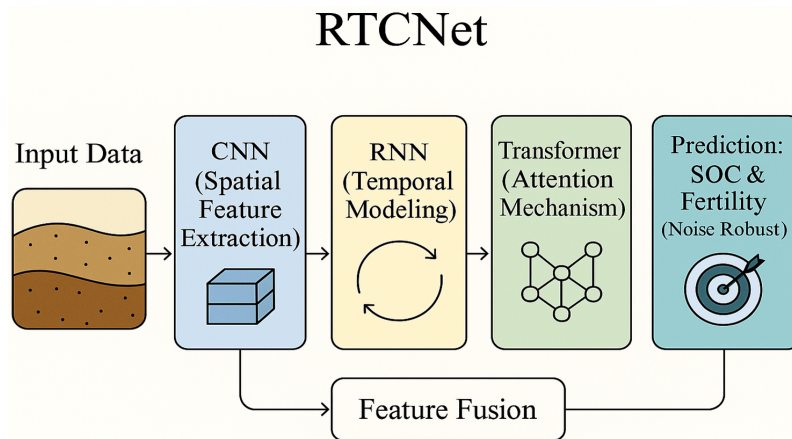 RTCNet
Input Data
CNN
(Spatial
Feature
Extraction)
RNN
(Temporal
Modeling)
Transformer
(Attention
Mechanism)
Prediction:
SOC &
Fertility
(Noise Robust)
Feature Fusion